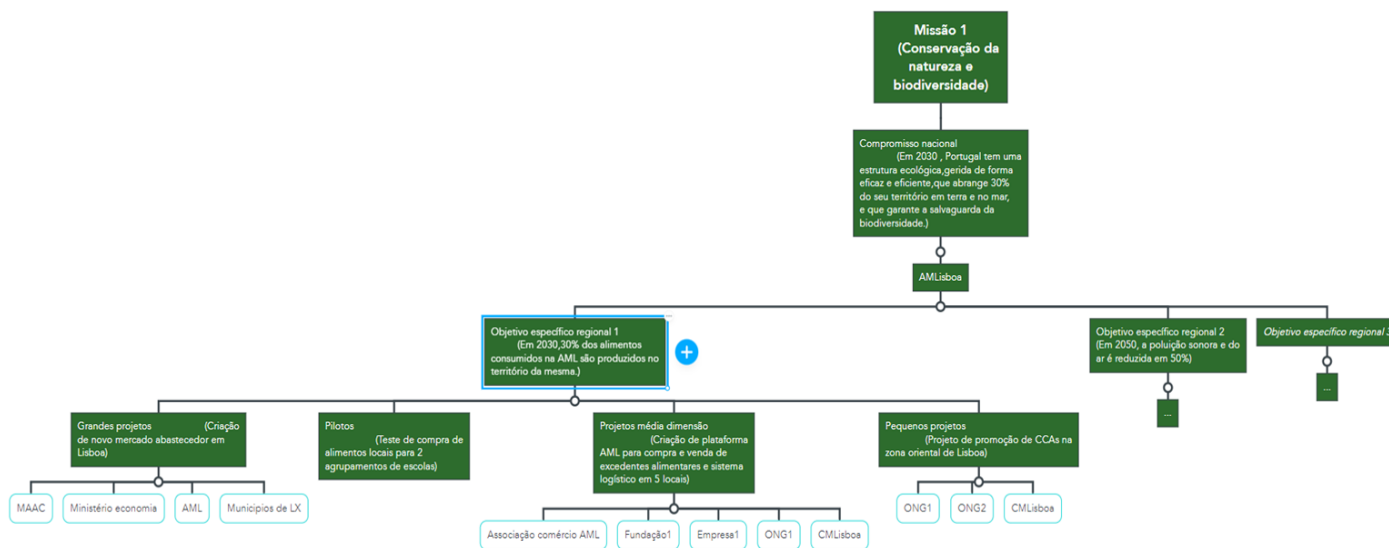 Missão 1
(Conservação da
natureza e
biodiversidade)
Compromisso nacional
(Em 2030 , Portugal tem uma
estrutura ecológica,gerida de forma
eficaz e eficiente,que abrange 30%
do seu território em terra e no mar,
e que garante a salvaguarda da
biodiversidade.)
AMLisboa
Objetivo específico regional 1
(Em 2030,30% dos alimentos
consumidos na AML são produzidos no
território da mesma.)
Objetivo específico regional 2
(Em 2050, a poluição sonora e do
ar é reduzida em 50%)
...
Objetivo específico regional 3
...
Grandes projetos (Criação
de novo mercado abastecedor em
Lisboa)
MAAC
Ministério economia
AML
Municípios de LX
Pilotos
(Teste de compra de
alimentos locais para 2
agrupamentos de escolas)
Projetos média dimensão
(Criação de plataforma
AML para compra e venda de
excedentes alimentares e sistema
logístico em 5 locais)
Associação comércio AML
Fundação1
Empresa1
ONG1
CMLisboa
Pequenos projetos
(Projeto de promoção de CCAs na
zona oriental de Lisboa)
ONG1
ONG2
CMLisboa